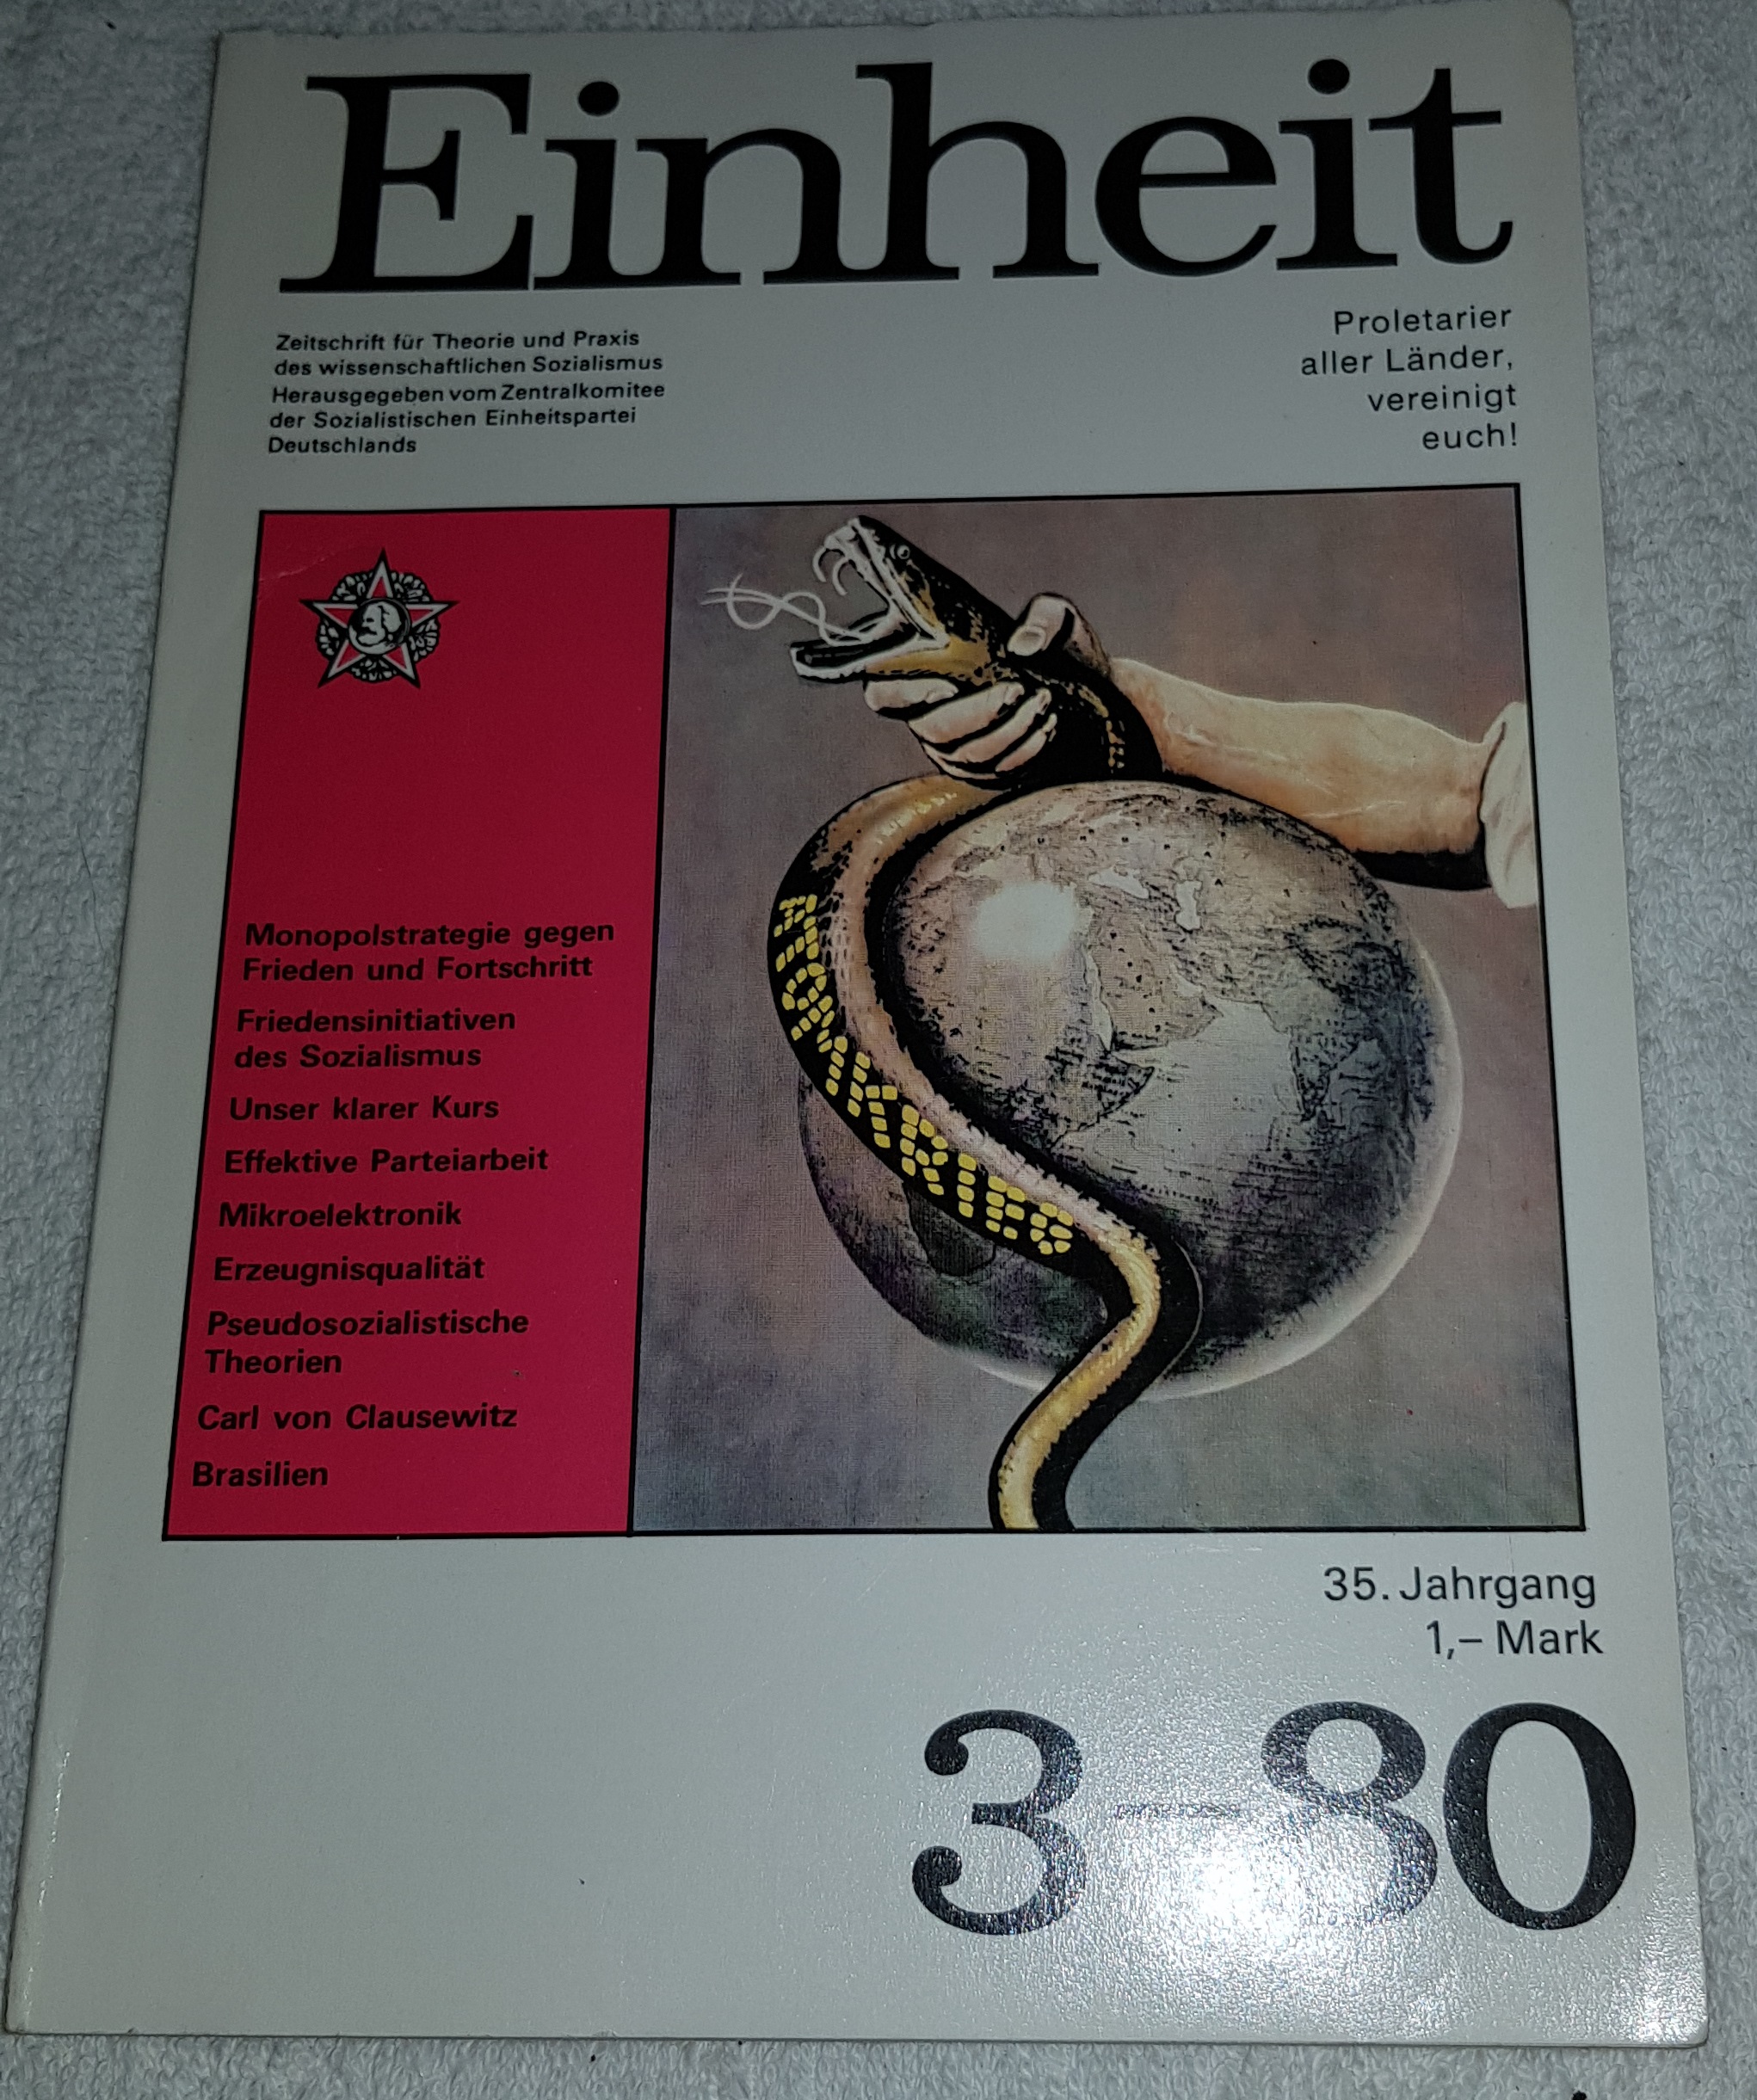 Einheit
Zeitschrift für Theorie und Praxis
des wissenschaftlichen Sozialismus
Herausgegeben vom Zentralkomitee
der Sozialistischen Einheitspartei
Deutschlands
Proletarier
aller Länder,
vereinigt
euch!
Monopolstrategie gegen
Frieden und Fortschritt
Friedensinitiativen
des Sozialismus
Unser klarer Kurs
Effektive Parteiarbeit
Mikroelektronik
Erzeugnisqualität
Pseudosozialistische
Theorien
Carl von Clausewitz
Brasilien
ATOMKRIEG
35. Jahrgang
1,– Mark
3–80